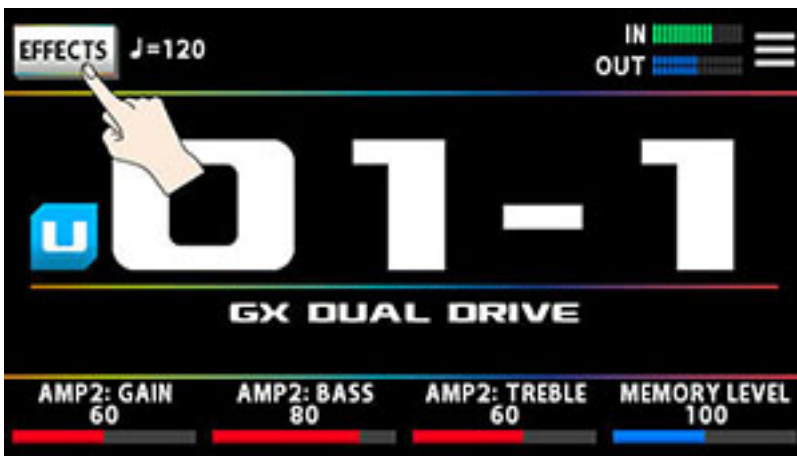 EFFECTS ♩=120
IN
OUT
U 01-1
GX DUAL DRIVE
AMP2: GAIN AMP2: BASS AMP2: TREBLE MEMORY LEVEL
60 80 60 100